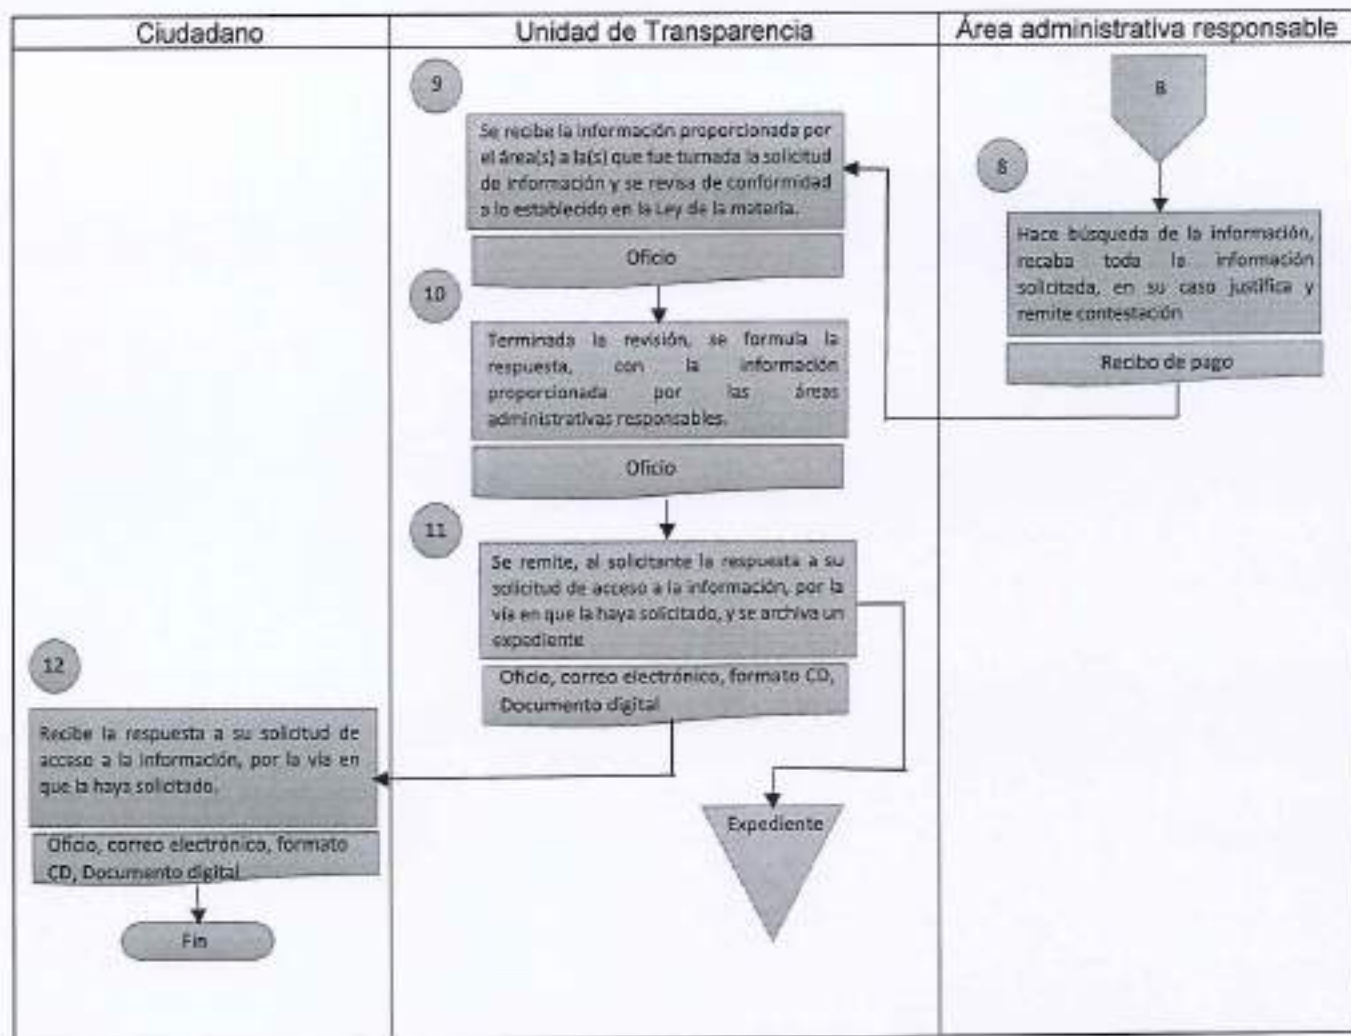 Ciudadano
Unidad de Transparencia
Área administrativa responsable
B
8
Hace búsqueda de la información,
recaba toda la información
solicitada, en su caso justifica y
remite contestación
Recibo de pago
9
Se recibe la información proporcionada por
el área(s) a la(s) que fue turnada la solicitud
de información y se revisa de conformidad
a lo establecido en la Ley de la materia.
Oficio
10
Terminada la revisión, se formula la
respuesta, con la información
proporcionada por las áreas
administrativas responsables.
Oficio
11
Se remite, al solicitante la respuesta a su
solicitud de acceso a la información, por la
vía en que la haya solicitado, y se archiva un
expediente
Oficio, correo electrónico, formato CD,
Documento digital
Expediente
12
Recibe la respuesta a su solicitud de
acceso a la información, por la vía en
que la haya solicitado.
Oficio, correo electrónico, formato
CD, Documento digital
Fin